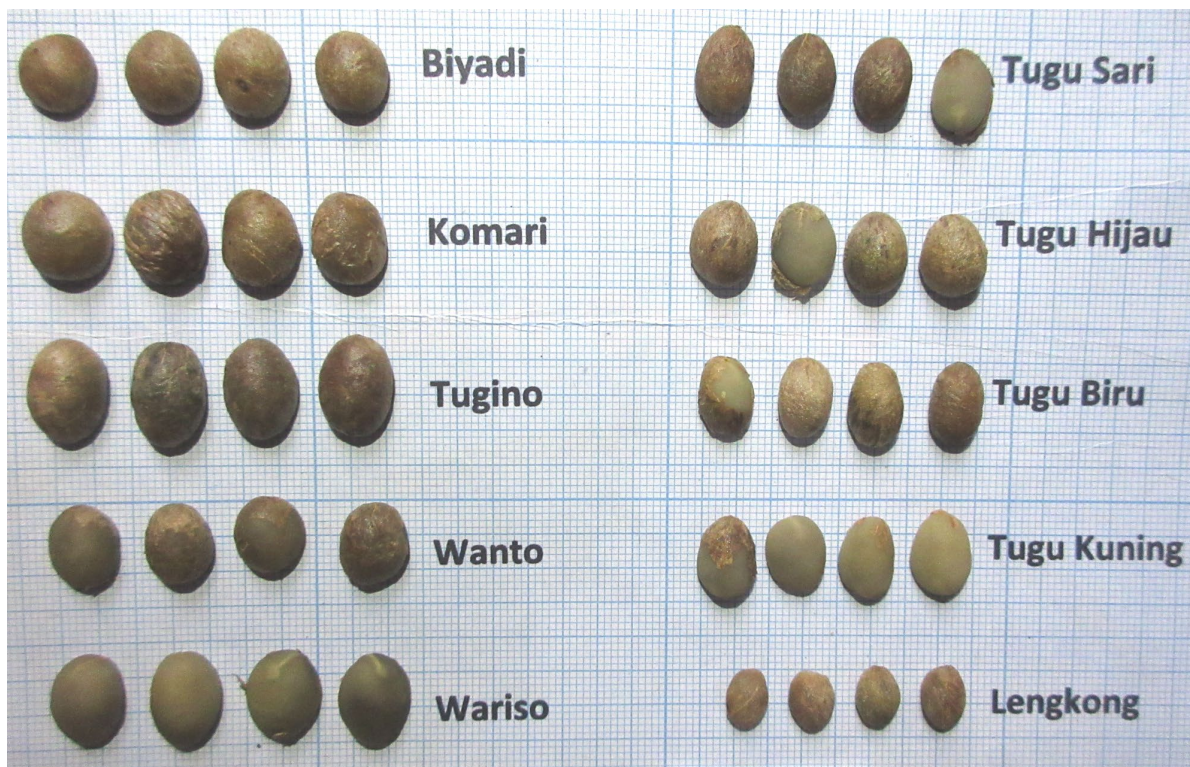 Biyadi
Komari
Tugino
Wanto
Wariso
Tugu Sari
Tugu Hijau
Tugu Biru
Tugu Kuning
Lengkong